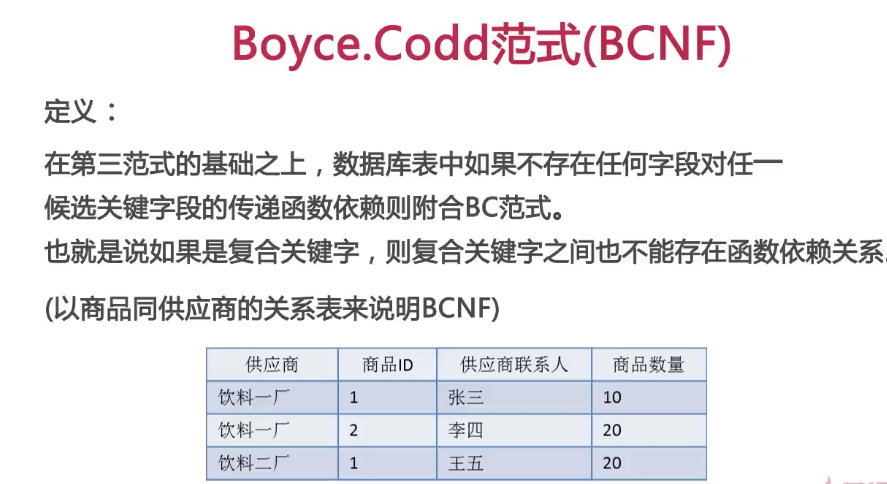 Boyce.Codd范式(BCNF)
定义：
在第三范式的基础之上，数据库表中如果不存在任何字段对任一
候选关键字段的传递函数依赖则附合BC范式。
也就是说如果是复合关键字，则复合关键字之间也不能存在函数依赖关系
(以商品同供应商的关系表来说明BCNF)
供应商 商品ID 供应商联系人 商品数量
饮料一厂 1 张三 10
饮料一厂 2 李四 20
饮料二厂 1 王五 20